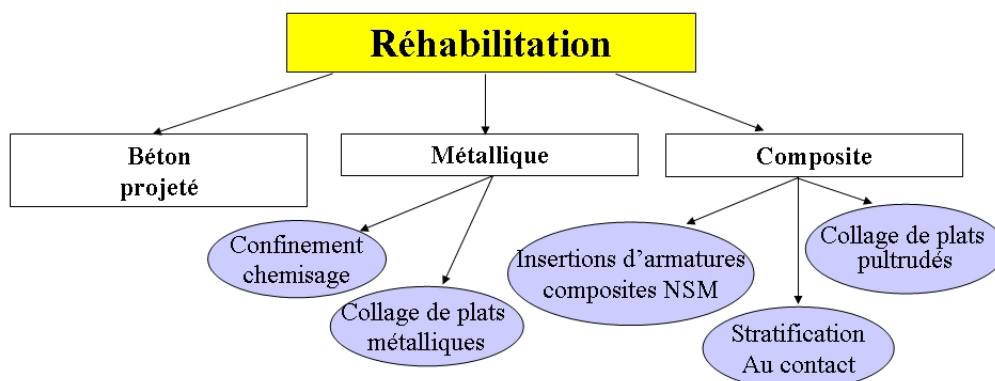 Réhabilitation
Béton
projeté
Métallique
Composite
Confinement
chemisage
Collage de plats
métalliques
Insertions d’armatures
composites NSM
Stratification
Au contact
Collage de plats
pultrudés